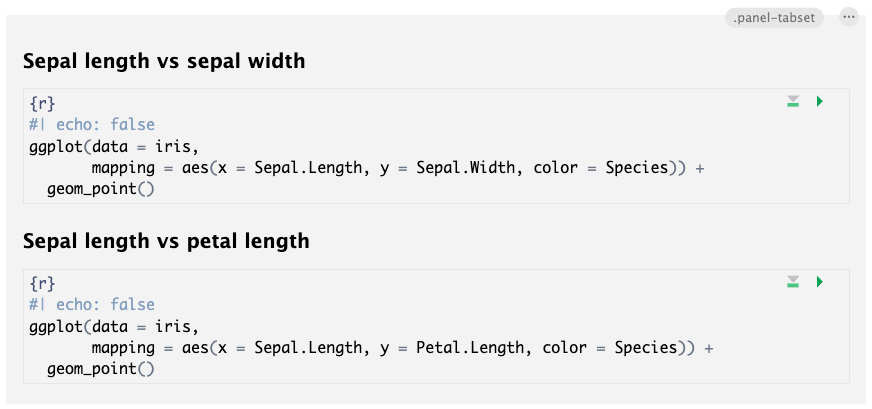 .panel-tabset
Sepal length vs sepal width
{r}
#| echo: false
ggplot(data = iris,
       mapping = aes(x = Sepal.Length, y = Sepal.Width, color = Species)) +
  geom_point()
Sepal length vs petal length
{r}
#| echo: false
ggplot(data = iris,
       mapping = aes(x = Sepal.Length, y = Petal.Length, color = Species)) +
  geom_point()